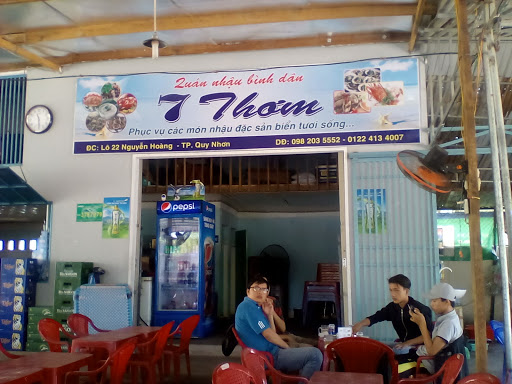 Quán nhậu bình dân
7 Thơm
Phục vụ các món nhậu đặc sản biển tươi sống...
ĐC: Lô 22 Nguyễn Hoàng - TP. Quy Nhơn
DĐ: 098 203 5552 - 0122 413 4007
pepsi